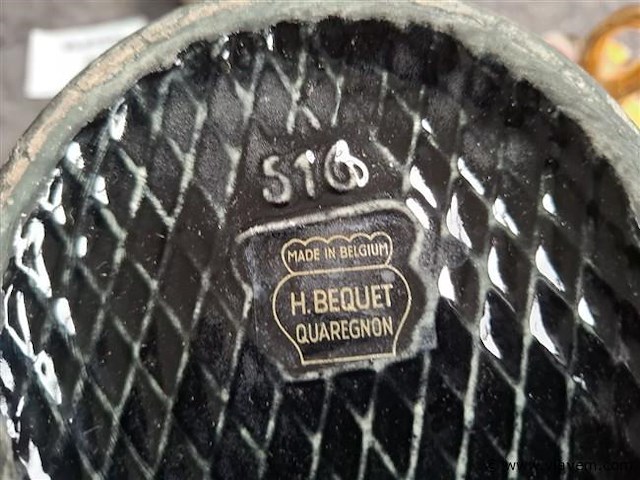 516
MADE IN BELGIUM
H. BEQUET
QUAREGNON